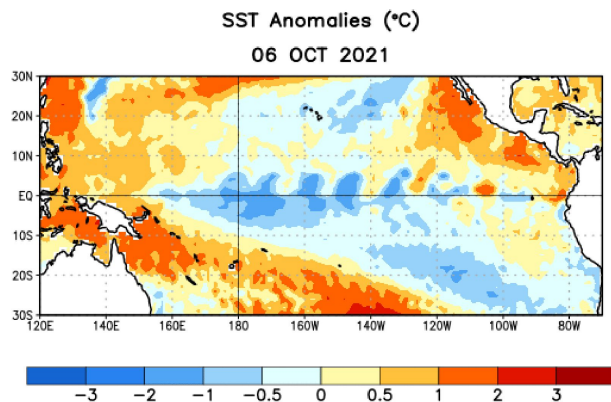 SST Anomalies (°C)
06 OCT 2021
30N
20N
10N
EQ
10S
20S
30S
120E 140E 160E 180 160W 140W 120W 100W 80W
-3 -2 -1 -0.5 0 0.5 1 2 3